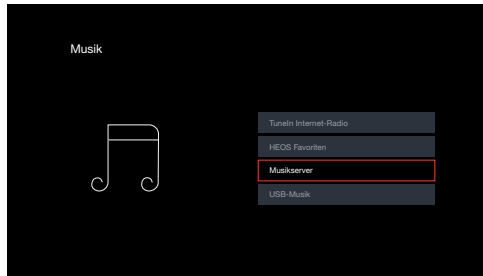 Musik
TuneIn Internet-Radio
HEOS Favoriten
Musikserver
USB-Musik